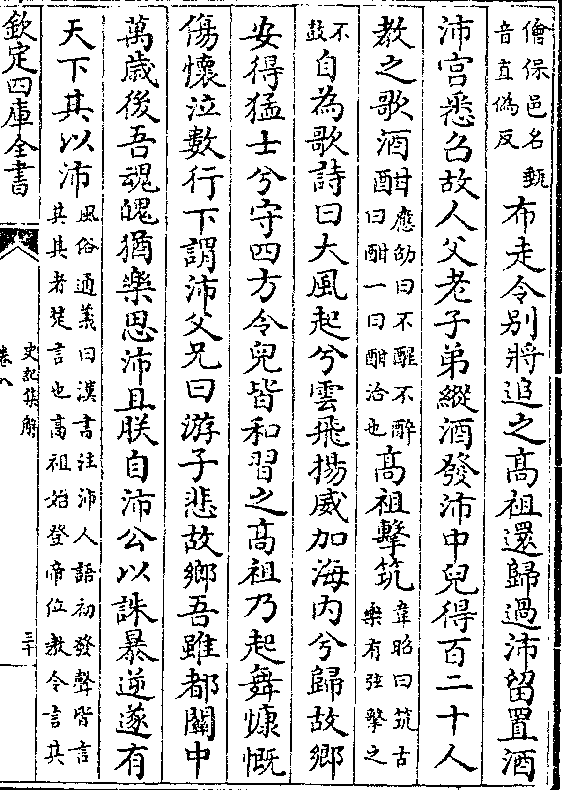 鄶保邑名甀
音直偽反
布走令别將追之髙祖還歸過沛留置酒
沛宫悉召故人父老子弟縱酒發沛中兒得百二十人
教之歌酒酣
應劭曰不醒不醉
曰酣一曰酣洽也
髙祖擊筑
韋昭曰筑古
樂有弦擊之
不
鼓
自為歌詩曰大風起兮雲飛揚威加海内兮歸故鄉
安得猛士兮守四方令兒皆和習之髙祖乃起舞慷慨
傷懷泣數行下謂沛父兄曰游子悲故鄉吾雖都闗中
萬歲後吾魂魄猶樂思沛且朕自沛公以誅暴逆遂有
天下其以沛
風俗通義曰漢書注沛人語初發聲皆言
其其者楚言也髙祖始登帝位教令言其
欽定四庫全書
史記集解
卷八
三十